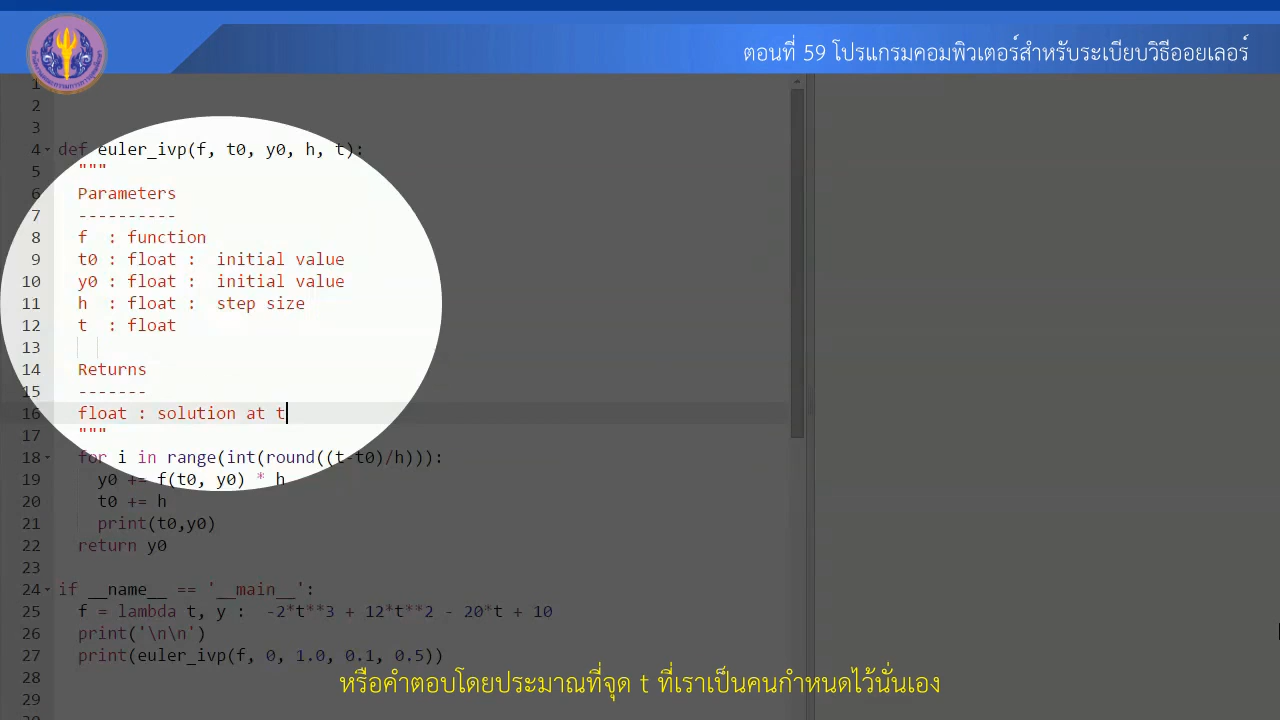 ตอนที่ 59 โปรแกรมคอมพิวเตอร์สำหรับระเบียบวิธีออยเลอร์
1
2
3
4 def euler_ivp(f, t0, y0, h, t):
5 """
6 Parameters
7 ----------
8 f : function
9 t0 : float : initial value
10 y0 : float : initial value
11 h : float : step size
12 t : float
13
14 Returns
15 -------
16 float : solution at t
17 """
18 for i in range(int(round((t-t0)/h))):
19 y0 += f(t0, y0) * h
20 t0 += h
21 print(t0,y0)
22 return y0
23
24 if __name__ == '__main__':
25 f = lambda t, y : -2*t**3 + 12*t**2 - 20*t + 10
26 print('\n\n')
27 print(euler_ivp(f, 0, 1.0, 0.1, 0.5))
28
29
หรือคำตอบโดยประมาณที่จุด t ที่เราเป็นคนกำหนดไว้นั่นเอง